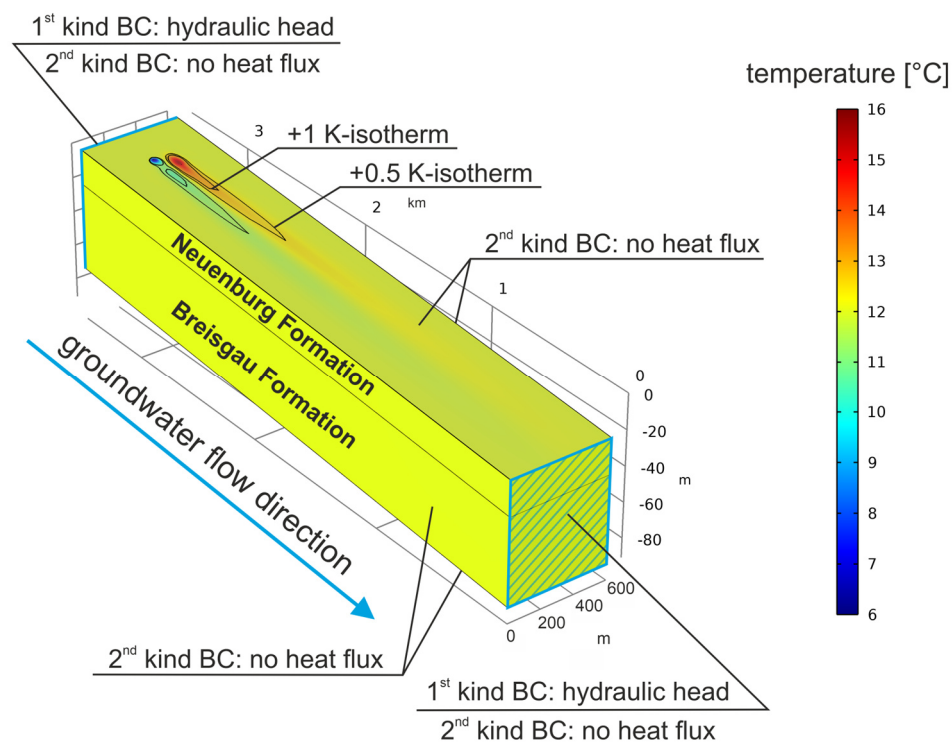 1st kind BC: hydraulic head
2nd kind BC: no heat flux
temperature [°C]
16
15
14
13
12
11
10
9
8
7
6
3
+1 K-isotherm
+0.5 K-isotherm
2
km
2nd kind BC: no heat flux
1
0
0
-20
-40
m
-60
-80
Neuenburg Formation
Breisgau Formation
groundwater flow direction
600
400
200
0
m
2nd kind BC: no heat flux
1st kind BC: hydraulic head
2nd kind BC: no heat flux